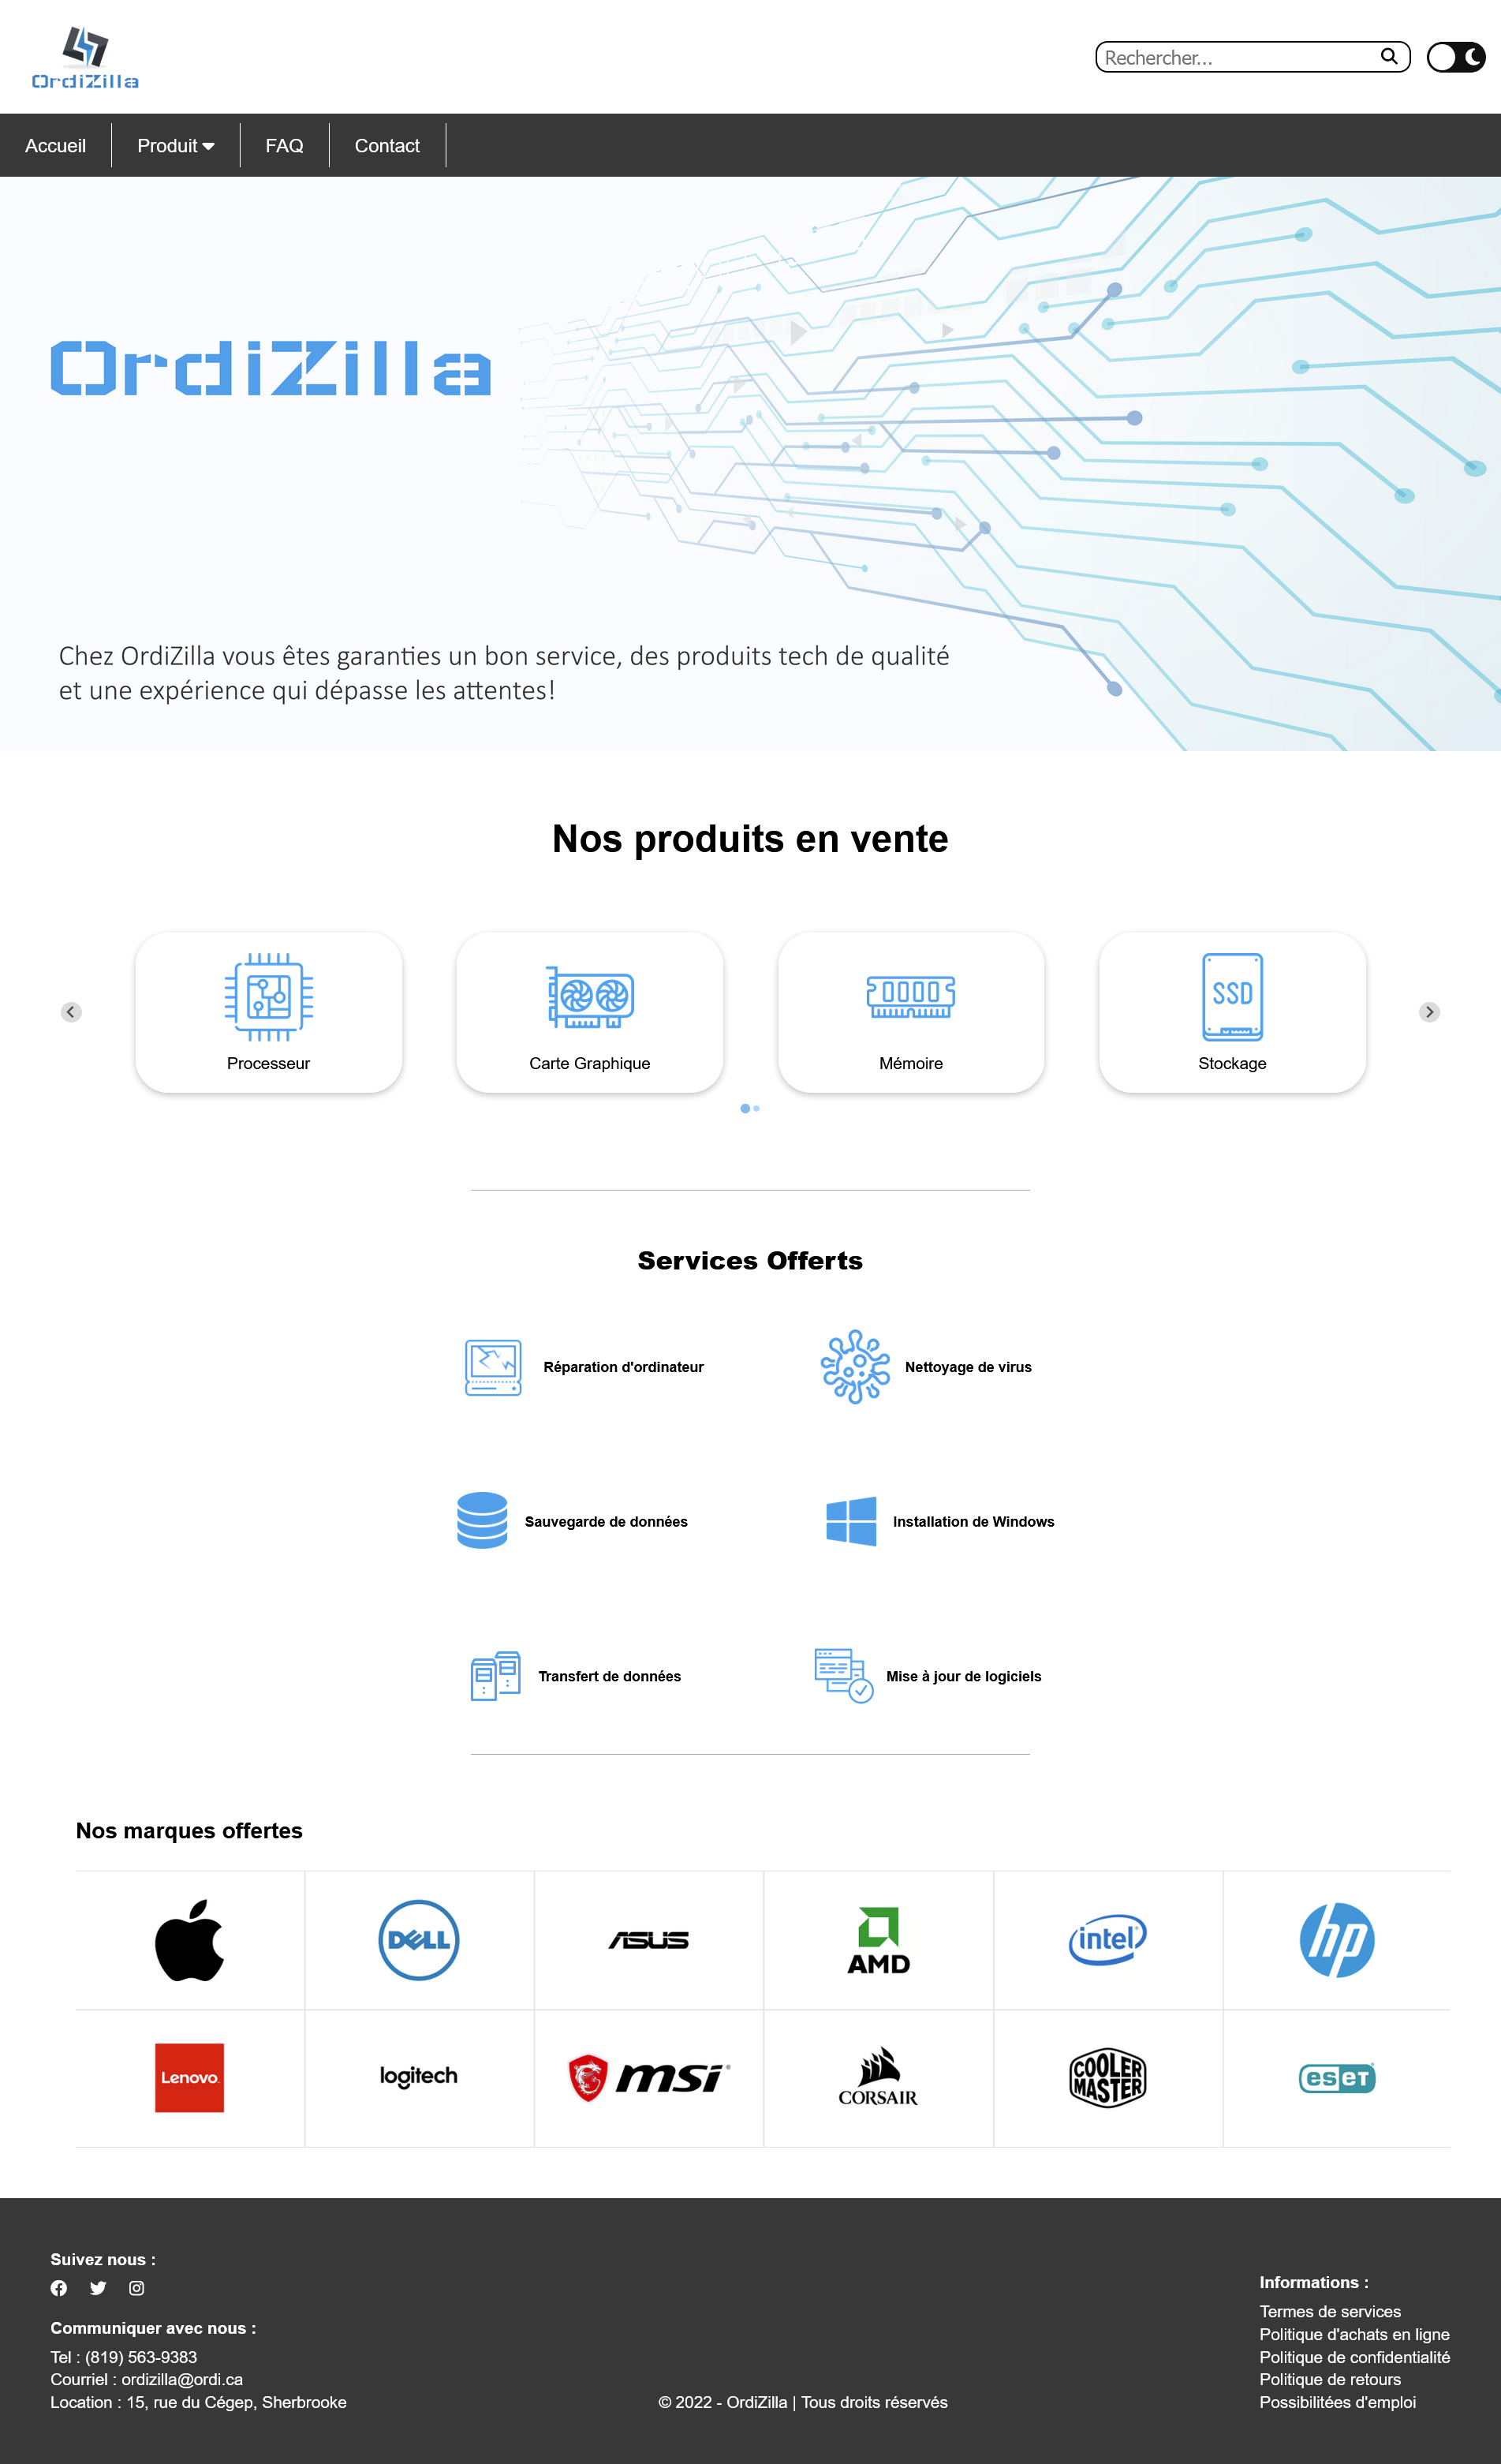 OrdiZilla
Rechercher...
Accueil
Produit
FAQ
Contact
OrdiZilla
Chez OrdiZilla vous êtes garanties un bon service, des produits tech de qualité
et une expérience qui dépasse les attentes!
Nos produits en vente
Processeur
Carte Graphique
SSD
Mémoire
Stockage
Services Offerts
Réparation d'ordinateur
Nettoyage de virus
Sauvegarde de données
Installation de Windows
Transfert de données
Mise à jour de logiciels
Nos marques offertes
DELL
ASUS
AMD
intel
hp
Lenovo
logitech
msi
CORSAIR
COOLER
MASTER
eseT
Suivez nous :
Communiquer avec nous :
Tel : (819) 563-9383
Courriel : ordizilla@ordi.ca
Location : 15, rue du Cégep, Sherbrooke
© 2022 - OrdiZilla | Tous droits réservés
Informations :
Termes de services
Politique d'achats en ligne
Politique de confidentialité
Politique de retours
Possibilitées d'emploi